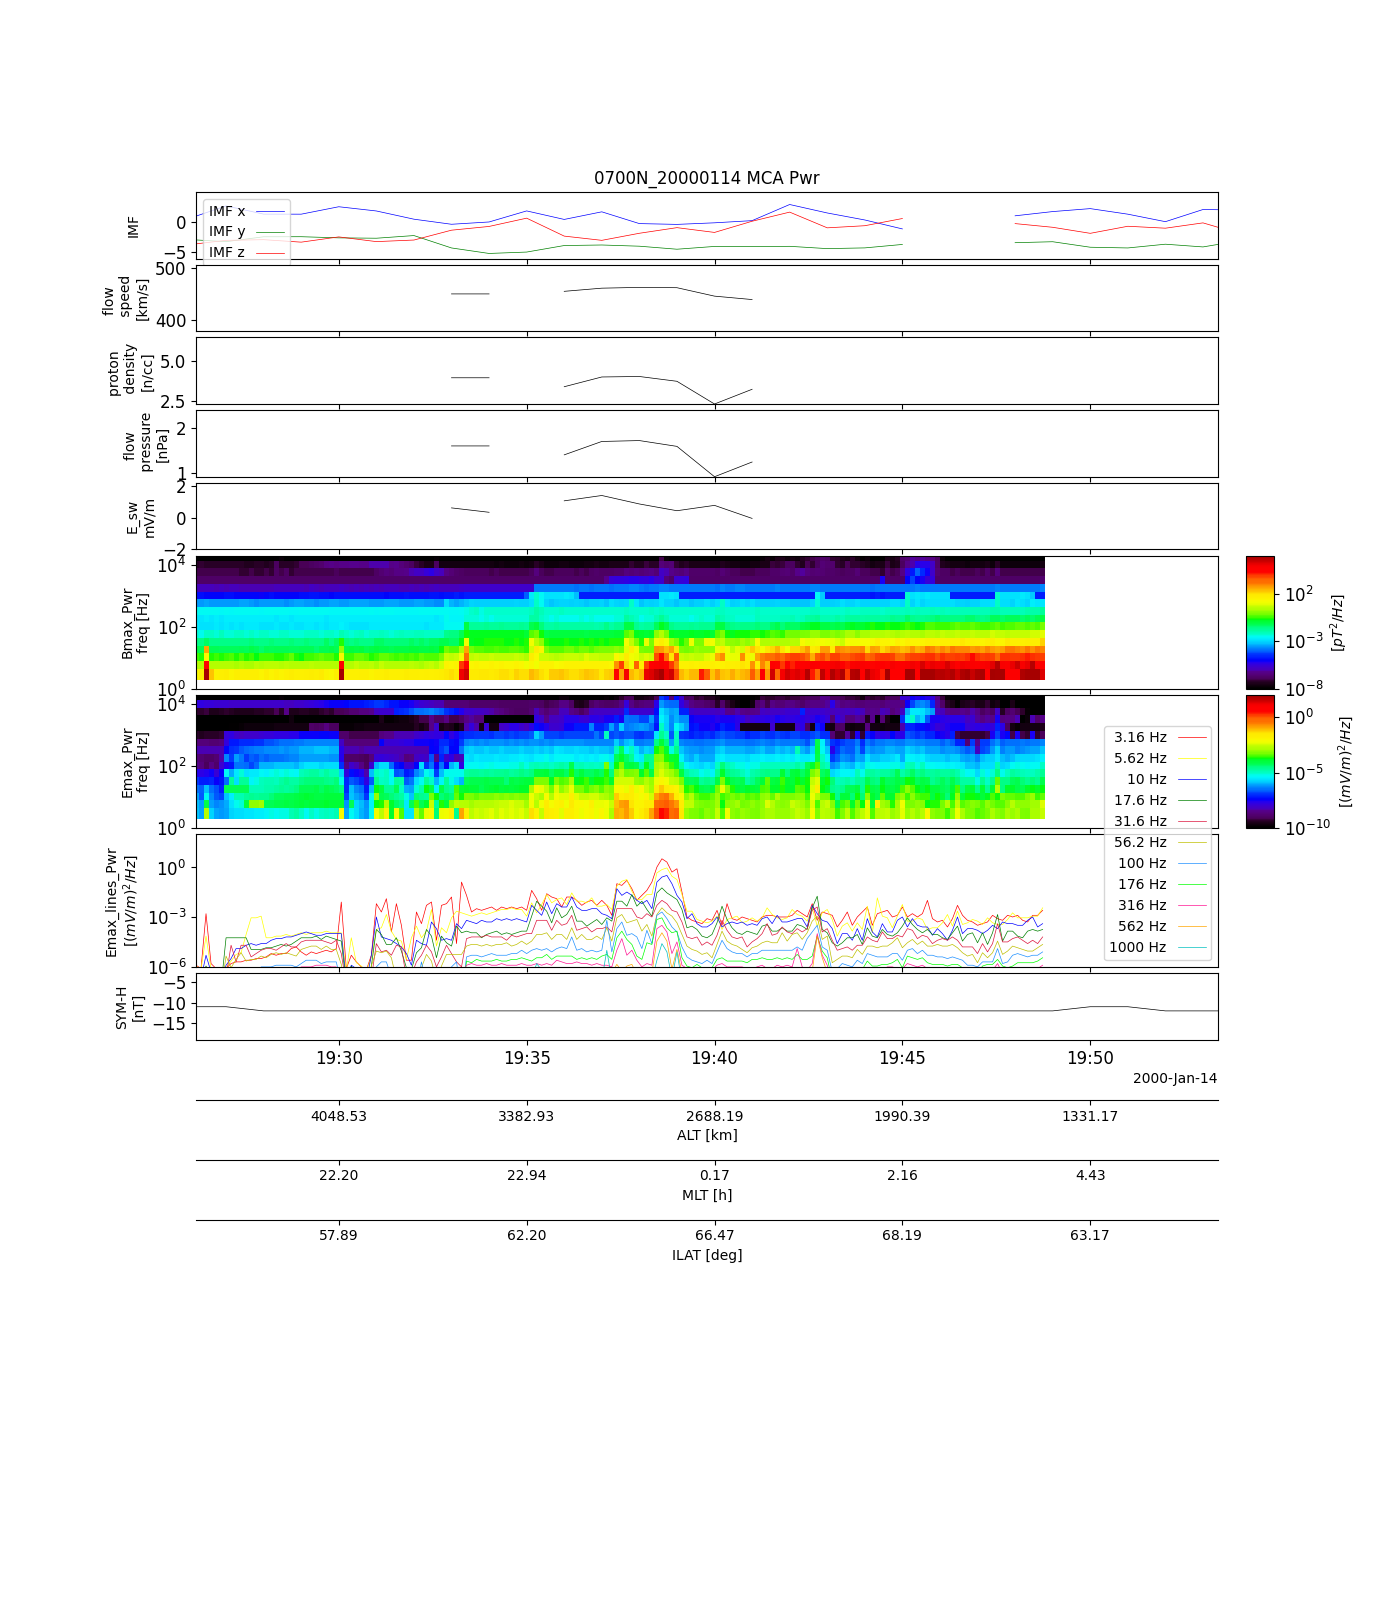 0700N_20000114 MCA Pwr
IMF
0
−5
IMF x
IMF y
IMF z
flow
speed
[km/s]
500
400
proton
density
[n/cc]
5.0
2.5
flow
pressure
[nPa]
2
1
E_sw
mV/m
2
0
−2
Bmax_Pwr
freq [Hz]
10^4
10^2
10^0
10^2
10^−3
10^−8
[pT^2/Hz]
Emax_Pwr
freq [Hz]
10^4
10^2
10^0
10^0
10^−5
10^−10
[(mV/m)^2/Hz]
3.16 Hz
5.62 Hz
10 Hz
17.6 Hz
31.6 Hz
56.2 Hz
100 Hz
176 Hz
316 Hz
562 Hz
1000 Hz
Emax_lines_Pwr
[(mV/m)^2/Hz]
10^0
10^−3
10^−6
SYM-H
[nT]
−5
−10
−15
19:30 19:35 19:40 19:45 19:50
2000-Jan-14
4048.53 3382.93 2688.19 1990.39 1331.17
ALT [km]
22.20 22.94 0.17 2.16 4.43
MLT [h]
57.89 62.20 66.47 68.19 63.17
ILAT [deg]